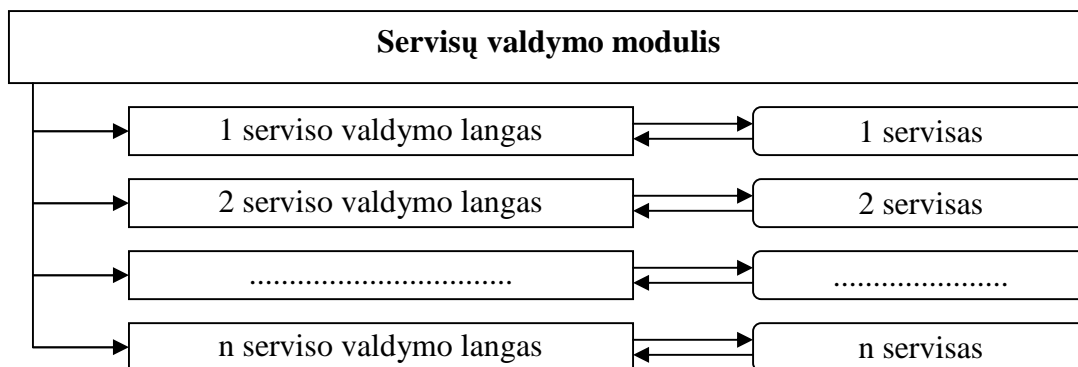 Servisų valdymo modulis
1 serviso valdymo langas
1 servisas
2 serviso valdymo langas
2 servisas
................................
......................
n serviso valdymo langas
n servisas